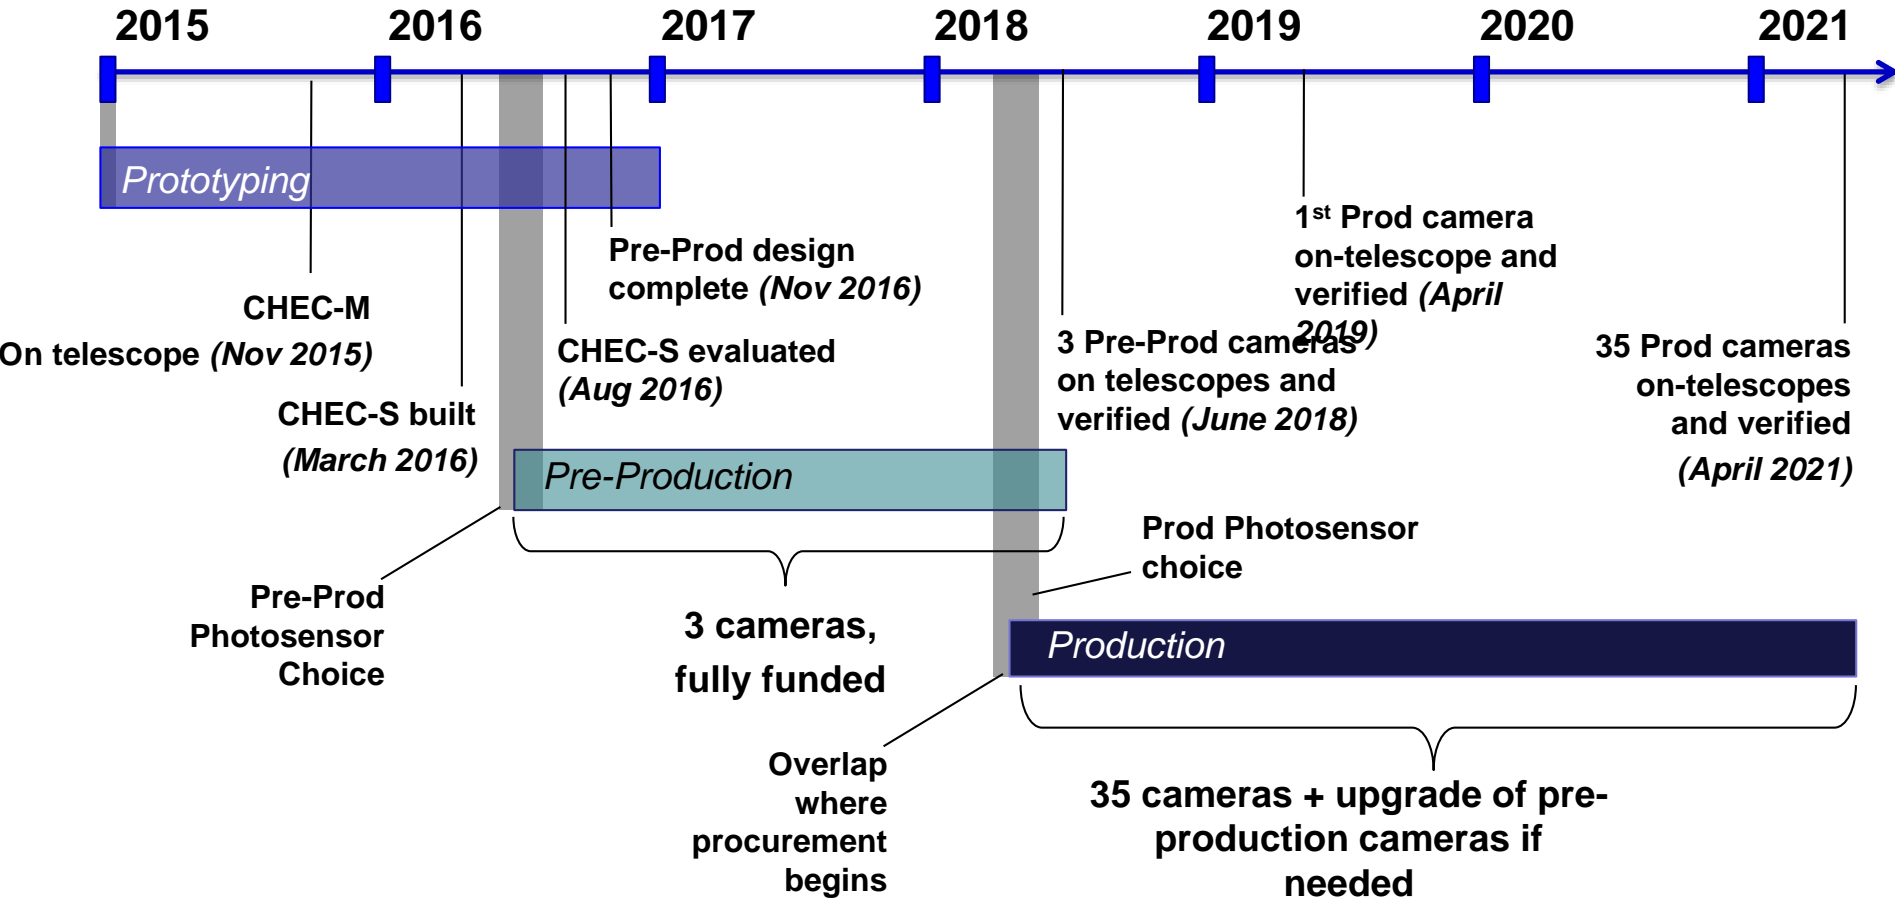 2015 2016 2017 2018 2019 2020 2021
Prototyping
CHEC-M
On telescope (Nov 2015)
CHEC-S built
(March 2016)
Pre-Prod design
complete (Nov 2016)
CHEC-S evaluated
(Aug 2016)
1st Prod camera
on-telescope and
verified (April
2019)
3 Pre-Prod cameras
on telescopes and
verified (June 2018)
35 Prod cameras
on-telescopes
and verified
(April 2021)
Pre-Production
Pre-Prod
Photosensor
Choice
3 cameras,
fully funded
Prod Photosensor
choice
Production
Overlap
where
procurement
begins
35 cameras + upgrade of pre-
production cameras if
needed